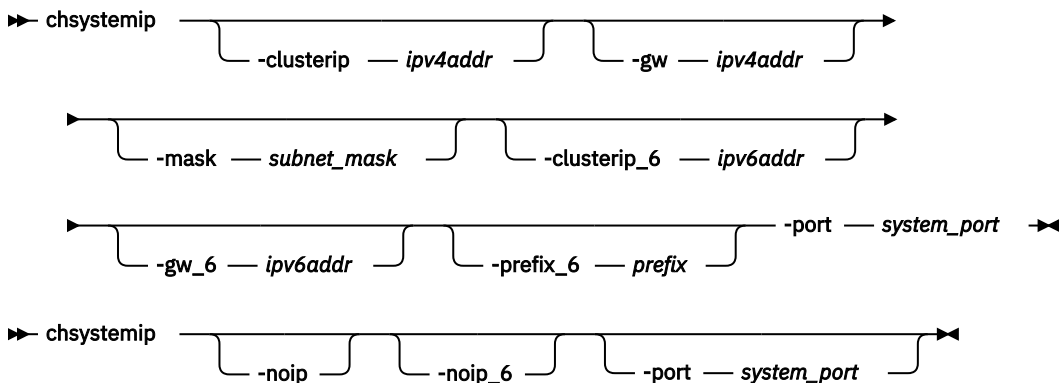 chsystemip
-clusterip ipv4addr -gw ipv4addr
-mask subnet_mask -clusterip_6 ipv6addr
-port system_port
-gw_6 ipv6addr -prefix_6 prefix
chsystemip
-noip -noip_6 -port system_port